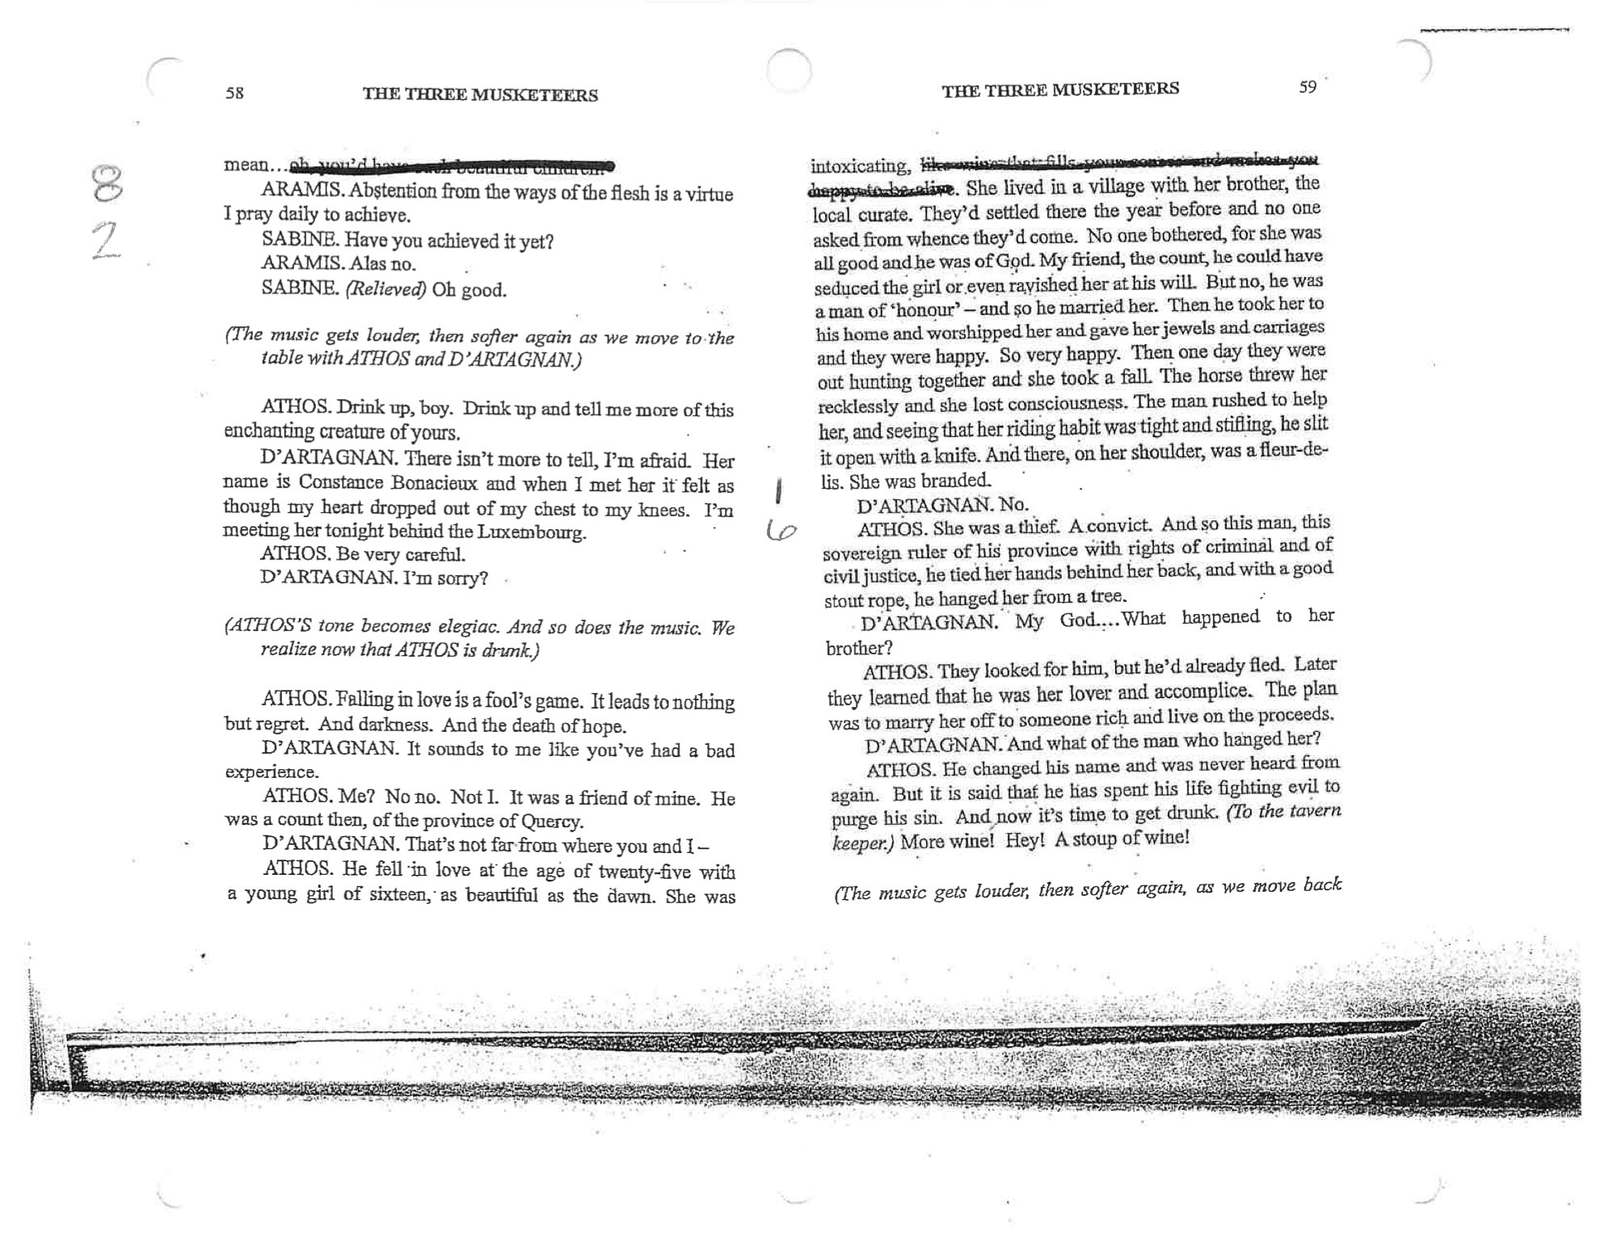 58 THE THREE MUSKETEERS
8
2
mean...oh, you'd have such beautiful children.
ARAMIS. Abstention from the ways of the flesh is a virtue
I pray daily to achieve.
SABINE. Have you achieved it yet?
ARAMIS. Alas no.
SABINE. (Relieved) Oh good.
(The music gets louder, then softer again as we move to the
table with ATHOS and D'ARTAGNAN.)
ATHOS. Drink up, boy. Drink up and tell me more of this
enchanting creature of yours.
D'ARTAGNAN. There isn't more to tell, I'm afraid. Her
name is Constance Bonacieux and when I met her it felt as
though my heart dropped out of my chest to my knees. I'm
meeting her tonight behind the Luxembourg.
ATHOS. Be very careful.
D'ARTAGNAN. I'm sorry?
(ATHOS'S tone becomes elegiac. And so does the music. We
realize now that ATHOS is drunk.)
ATHOS. Falling in love is a fool's game. It leads to nothing
but regret. And darkness. And the death of hope.
D'ARTAGNAN. It sounds to me like you've had a bad
experience.
ATHOS. Me? No no. Not I. It was a friend of mine. He
was a count then, of the province of Quercy.
D'ARTAGNAN. That's not far from where you and I –
ATHOS. He fell in love at the age of twenty-five with
a young girl of sixteen, as beautiful as the dawn. She was
THE THREE MUSKETEERS 59
intoxicating, like wine that fills your senses and makes you
happy to be alive. She lived in a village with her brother, the
local curate. They'd settled there the year before and no one
asked from whence they'd come. No one bothered, for she was
all good and he was of God. My friend, the count, he could have
seduced the girl or even ravished her at his will. But no, he was
a man of 'honour' – and so he married her. Then he took her to
his home and worshipped her and gave her jewels and carriages
and they were happy. So very happy. Then one day they were
out hunting together and she took a fall. The horse threw her
recklessly and she lost consciousness. The man rushed to help
her, and seeing that her riding habit was tight and stifling, he slit
it open with a knife. And there, on her shoulder, was a fleur-de-
lis. She was branded.
1
6
D'ARTAGNAN. No.
ATHOS. She was a thief. A convict. And so this man, this
sovereign ruler of his province with rights of criminal and of
civil justice, he tied her hands behind her back, and with a good
stout rope, he hanged her from a tree.
D'ARTAGNAN. My God....What happened to her
brother?
ATHOS. They looked for him, but he'd already fled. Later
they learned that he was her lover and accomplice. The plan
was to marry her off to someone rich and live on the proceeds.
D'ARTAGNAN. And what of the man who hanged her?
ATHOS. He changed his name and was never heard from
again. But it is said that he has spent his life fighting evil to
purge his sin. And now it's time to get drunk. (To the tavern
keeper.) More wine! Hey! A stoup of wine!
(The music gets louder, then softer again, as we move back